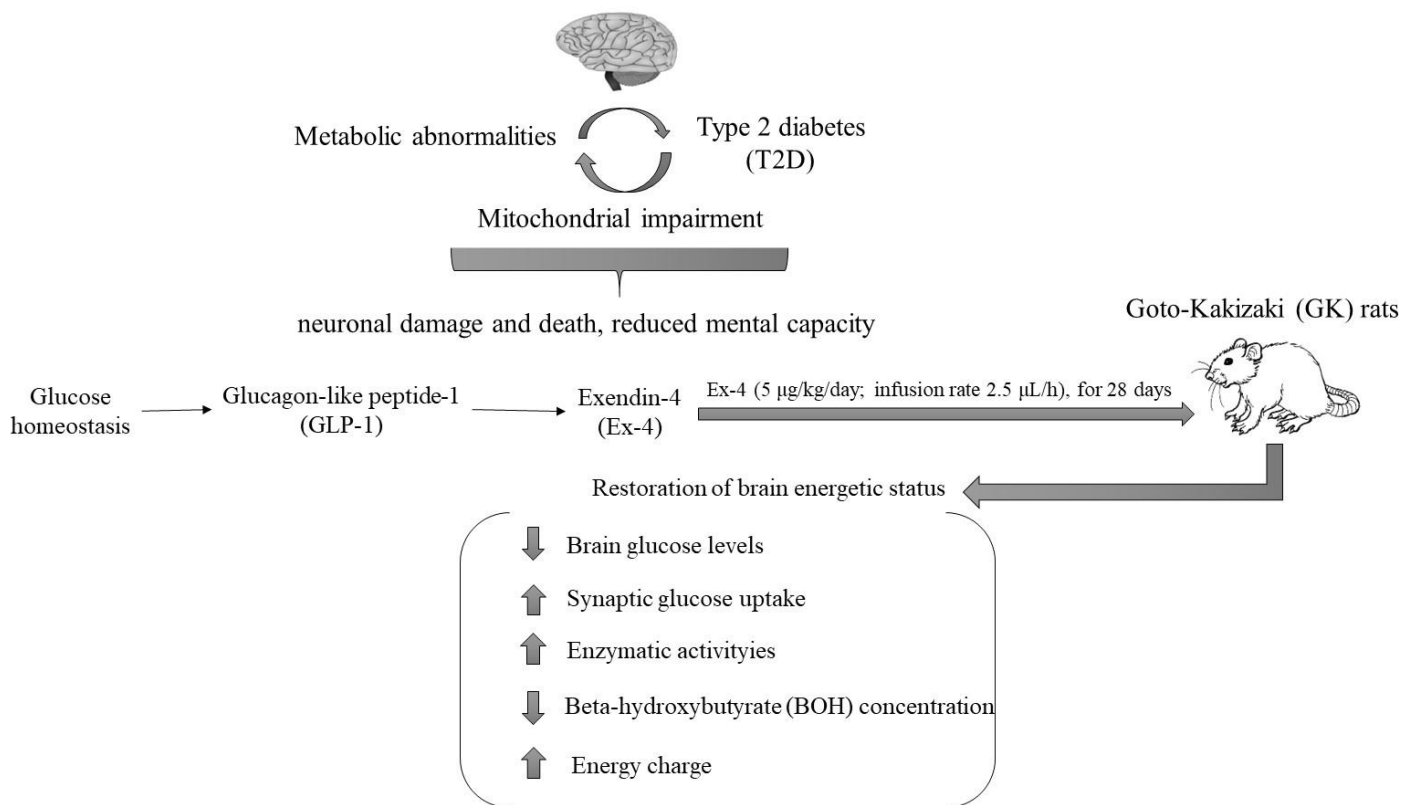 Metabolic abnormalities
Type 2 diabetes
(T2D)
Mitochondrial impairment
neuronal damage and death, reduced mental capacity
Goto-Kakizaki (GK) rats
Glucose
homeostasis
Glucagon-like peptide-1
(GLP-1)
Exendin-4
(Ex-4)
Ex-4 (5 µg/kg/day; infusion rate 2.5 µL/h), for 28 days
Restoration of brain energetic status
Brain glucose levels
Synaptic glucose uptake
Enzymatic activityies
Beta-hydroxybutyrate (BOH) concentration
Energy charge